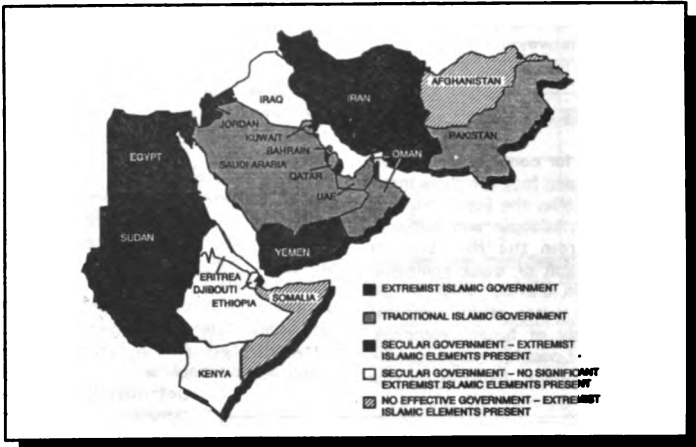 AFGHANISTAN
IRAQ
IRAN
JORDAN
KUWAIT
PAKISTAN
BAHRAIN
OMAN
EGYPT
SAUDI ARABIA
QATAR
UAE
SUDAN
YEMEN
ERITREA
DJIBOUTI
ETHIOPIA
SOMALIA
KENYA
EXTREMIST ISLAMIC GOVERNMENT
TRADITIONAL ISLAMIC GOVERNMENT
SECULAR GOVERNMENT – EXTREMIST
ISLAMIC ELEMENTS PRESENT
SECULAR GOVERNMENT – NO SIGNIFICANT
EXTREMIST ISLAMIC ELEMENTS PRESENT
NO EFFECTIVE GOVERNMENT – EXTREMIST
ISLAMIC ELEMENTS PRESENT